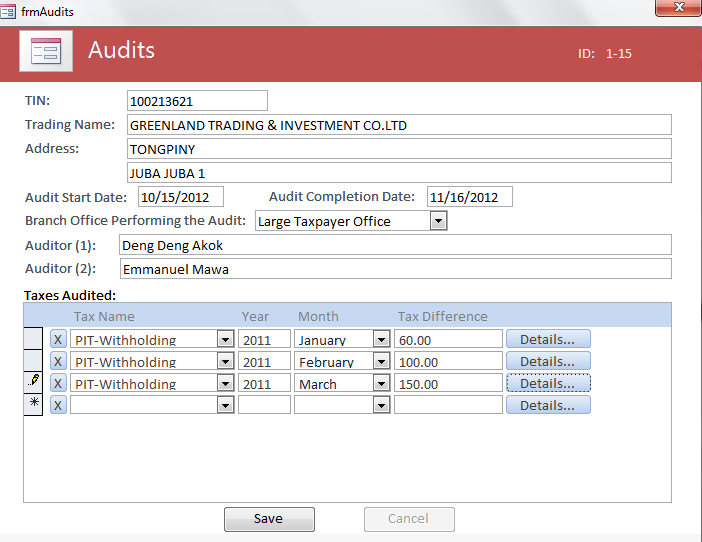 frmAudits
Audits ID: 1-15
TIN: 100213621
Trading Name: GREENLAND TRADING & INVESTMENT CO.LTD
Address: TONGPINY
JUBA JUBA 1
Audit Start Date: 10/15/2012 Audit Completion Date: 11/16/2012
Branch Office Performing the Audit: Large Taxpayer Office
Auditor (1): Deng Deng Akok
Auditor (2): Emmanuel Mawa
Taxes Audited:
Tax Name Year Month Tax Difference
X PIT-Withholding 2011 January 60.00 Details...
X PIT-Withholding 2011 February 100.00 Details...
X PIT-Withholding 2011 March 150.00 Details...
* X Details...
Save Cancel